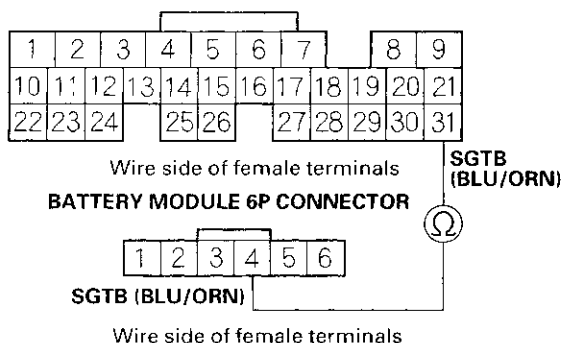 1 2 3 4 5 6 7 8 9
10 11 12 13 14 15 16 17 18 19 20 21
22 23 24 25 26 27 28 29 30 31
Wire side of female terminals
SGTB
(BLU/ORN)
BATTERY MODULE 6P CONNECTOR
Ω
1 2 3 4 5 6
SGTB (BLU/ORN)
Wire side of female terminals